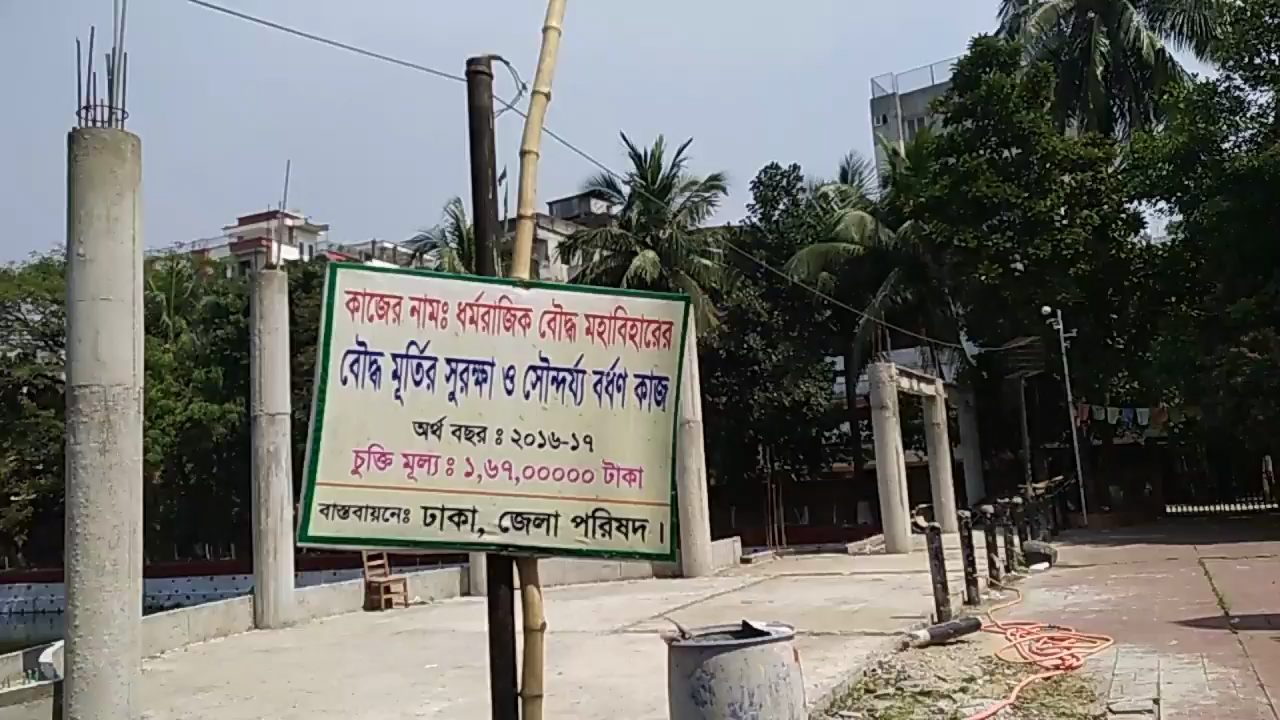 কাজের নামঃ ধর্মরাজিক বৌদ্ধ মহাবিহারের
বৌদ্ধ মূর্তির সুরক্ষা ও সৌন্দর্য্য বর্ধণ কাজ
অর্থ বছর ঃ ২০১৬-১৭
চুক্তি মূল্য ঃ ১,৬৭,০০০০০ টাকা
বাস্তবায়নেঃ ঢাকা, জেলা পরিষদ।